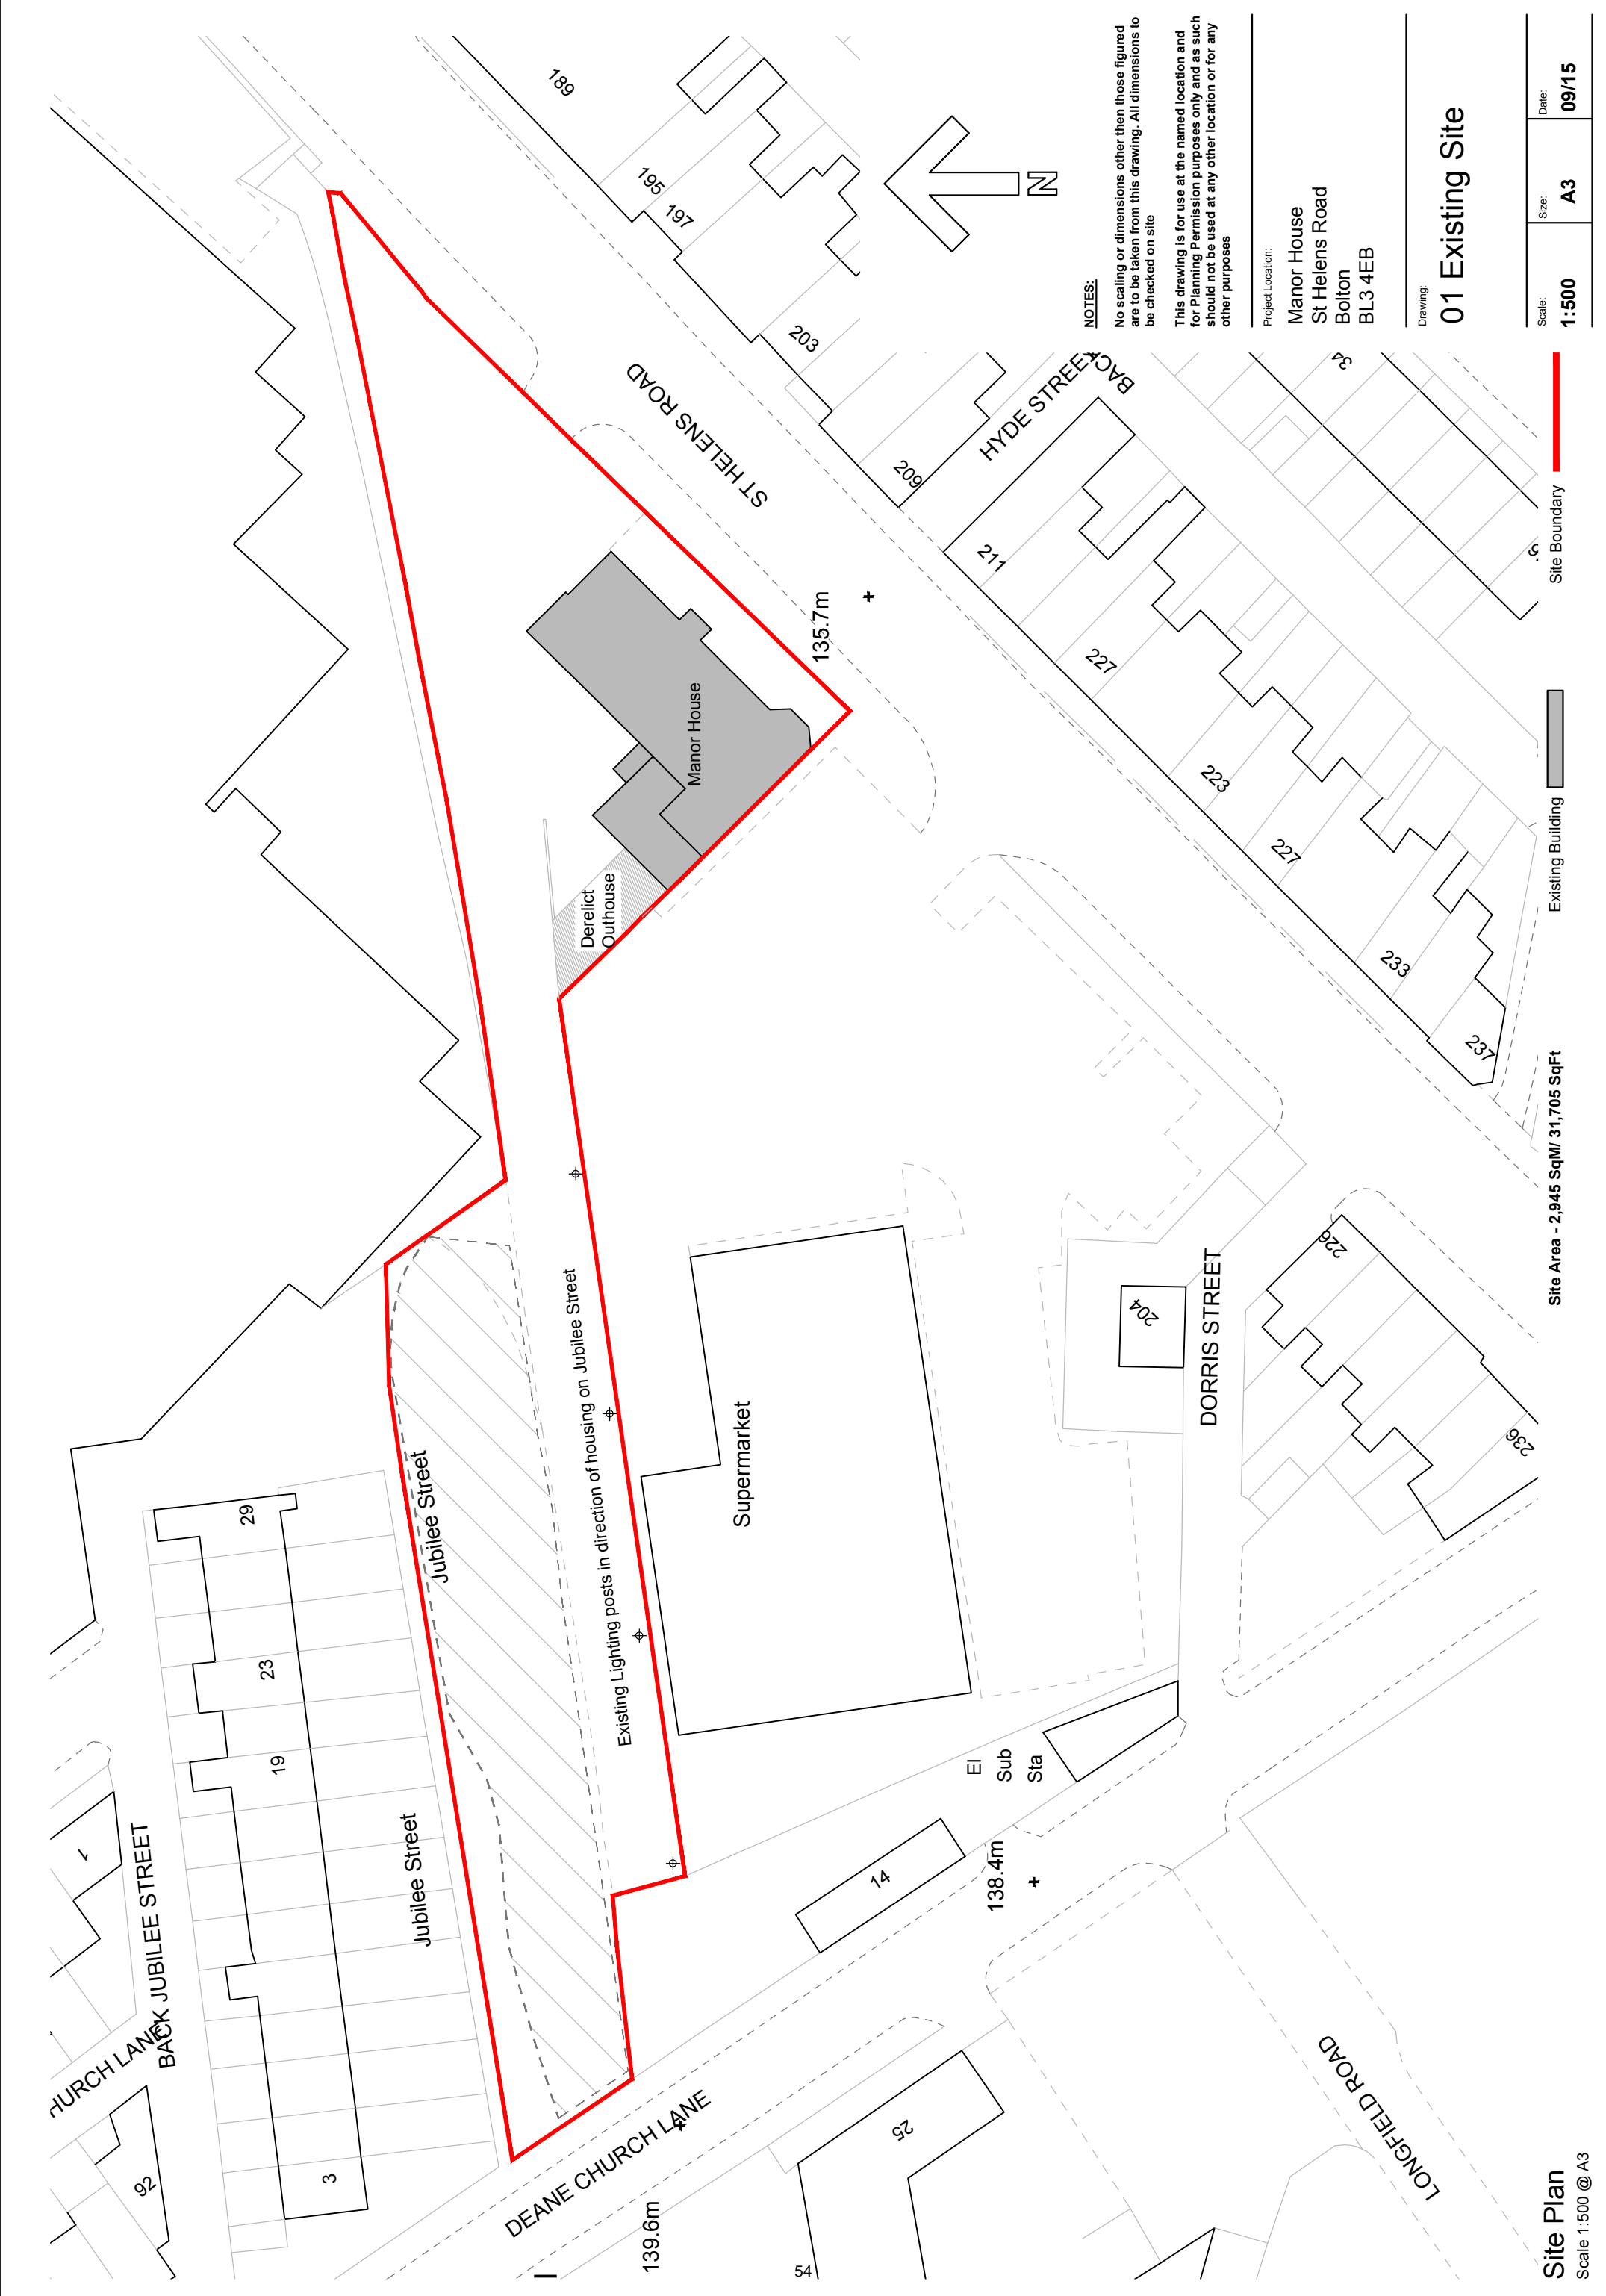 189
195
197
203
209
211
227
223
227
233
237
ST HELENS ROAD
HYDE STREET
BAC
34
135.7m
Manor House
Derelict
Outhouse
Existing Lighting posts in direction of housing on Jubilee Street
Supermarket
204
DORRIS STREET
226
236
El
Sub
Sta
14
138.4m
Jubilee Street
Jubilee Street
29
23
19
3
1
BACK JUBILEE STREET
HURCH LANE
92
DEANE CHURCH LANE
139.6m
25
54
LONGFIELD ROAD
N
NOTES:
No scaling or dimensions other then those figured
are to be taken from this drawing. All dimensions to
be checked on site
This drawing is for use at the named location and
for Planning Permission purposes only and as such
should not be used at any other location or for any
other purposes
Project Location:
Manor House
St Helens Road
Bolton
BL3 4EB
Drawing:
01 Existing Site
Scale:
1:500
Size:
A3
Date:
09/15
Site Plan
Scale 1:500 @ A3
Site Area - 2,945 SqM/ 31,705 SqFt
Existing Building
Site Boundary